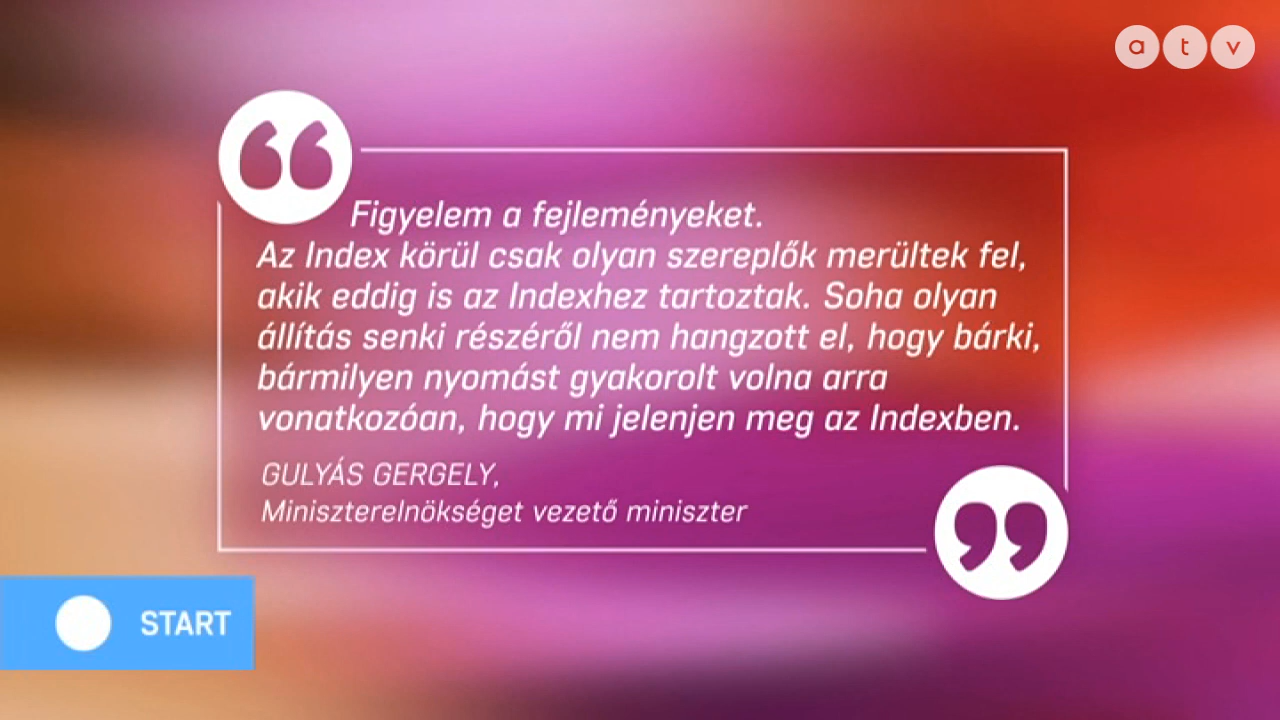 atv
Figyelem a fejleményeket.
Az Index körül csak olyan szereplők merültek fel,
akik eddig is az Indexhez tartoztak. Soha olyan
állítás senki részéről nem hangzott el, hogy bárki,
bármilyen nyomást gyakorolt volna arra
vonatkozóan, hogy mi jelenjen meg az Indexben.
GULYÁS GERGELY,
Miniszterelnökséget vezető miniszter
START